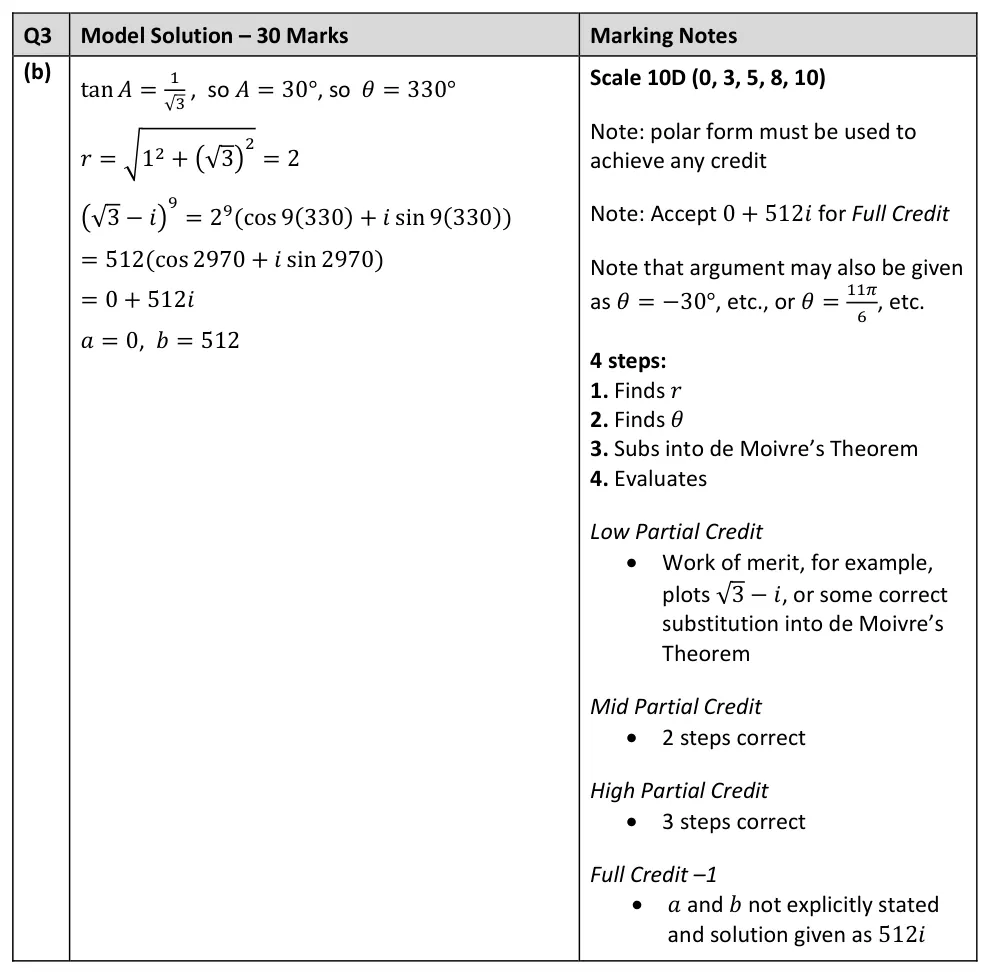 Q3 Model Solution – 30 Marks Marking Notes
(b)
tan A = 1/√3, so A = 30°, so θ = 330°
r = √(1² + (√3)²) = 2
(√3 − i)⁹ = 2⁹(cos 9(330) + i sin 9(330))
= 512(cos 2970 + i sin 2970)
= 0 + 512i
a = 0, b = 512
Scale 10D (0, 3, 5, 8, 10)
Note: polar form must be used to
achieve any credit
Note: Accept 0 + 512i for Full Credit
Note that argument may also be given
as θ = −30°, etc., or θ = 11π/6, etc.
4 steps:
1. Finds r
2. Finds θ
3. Subs into de Moivre’s Theorem
4. Evaluates
Low Partial Credit
• Work of merit, for example,
plots √3 − i, or some correct
substitution into de Moivre’s
Theorem
Mid Partial Credit
• 2 steps correct
High Partial Credit
• 3 steps correct
Full Credit –1
• a and b not explicitly stated
and solution given as 512i